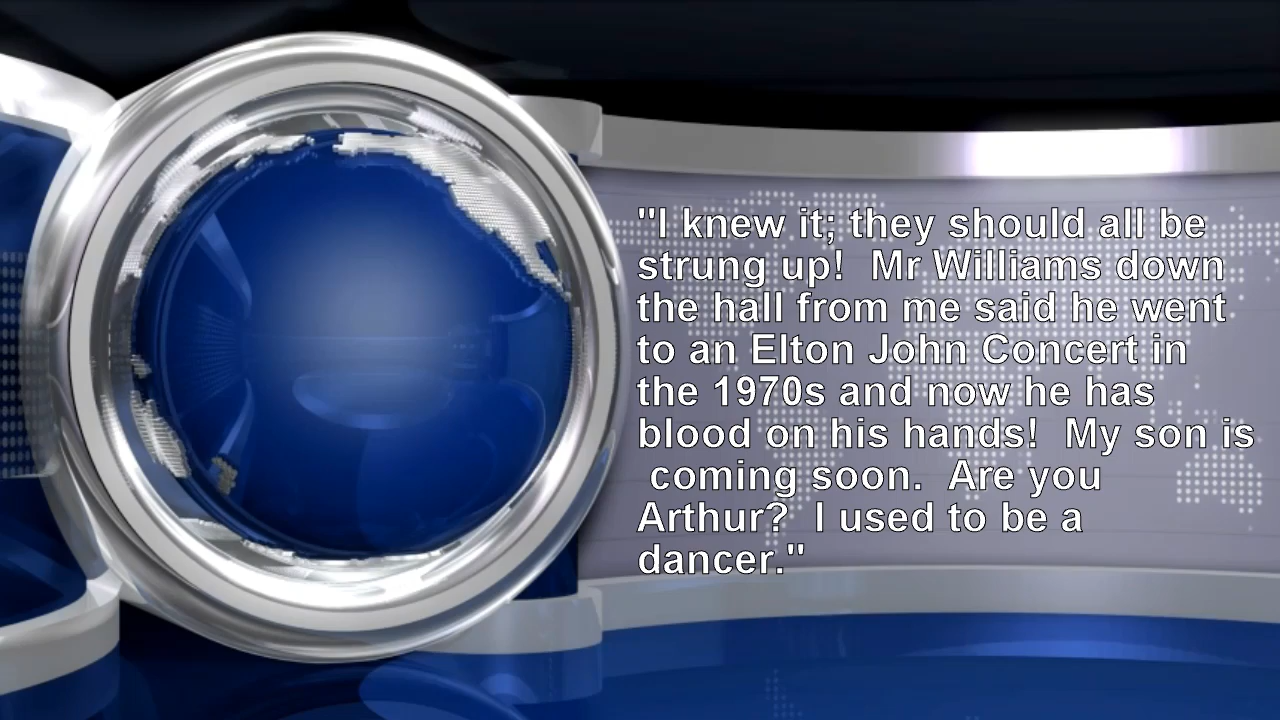 "I knew it; they should all be
strung up!  Mr Williams down
the hall from me said he went
to an Elton John Concert in
the 1970s and now he has
blood on his hands!  My son is
coming soon.  Are you
Arthur?  I used to be a
dancer."